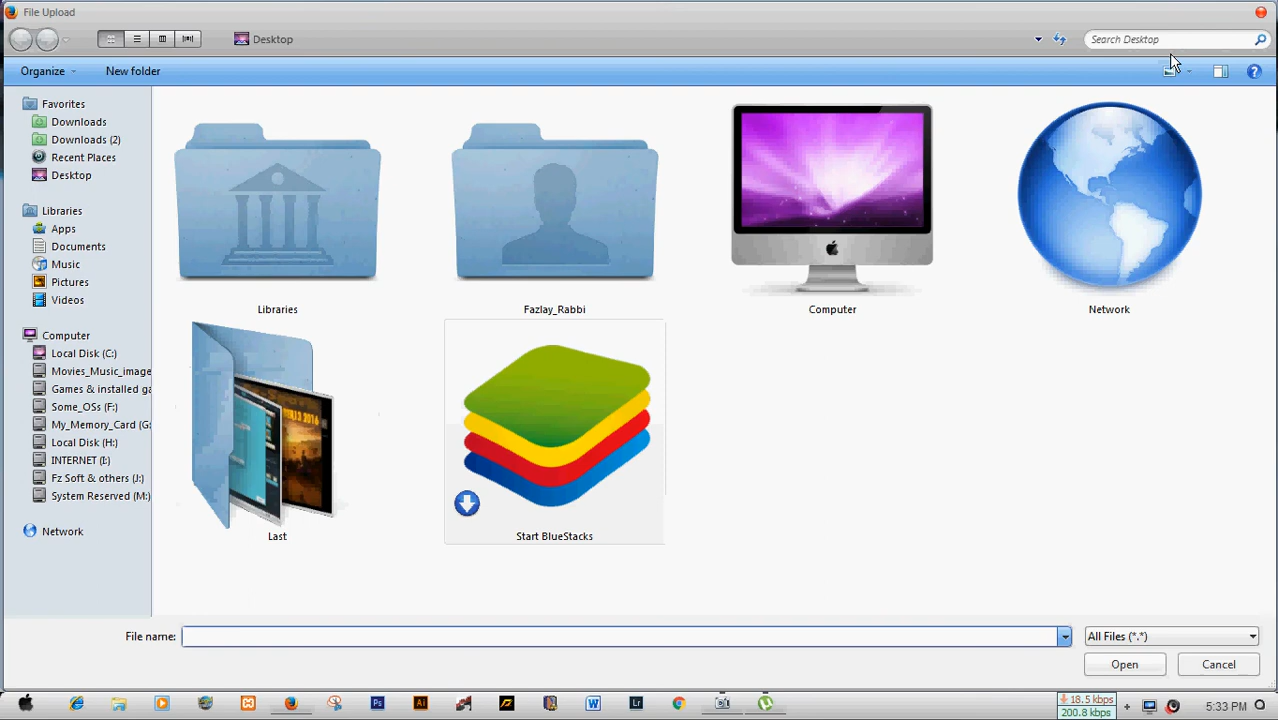 File Upload
Desktop
Search Desktop
Organize
New folder
Favorites
Downloads
Downloads (2)
Recent Places
Desktop
Libraries
Apps
Documents
Music
Pictures
Videos
Computer
Local Disk (C:)
Movies_Music_image
Games & installed ga
Some_OSs (F:)
My_Memory_Card (G:
Local Disk (H:)
INTERNET (I:)
Fz Soft & others (J:)
System Reserved (M:)
Network
Libraries
Fazlay_Rabbi
Computer
Network
Last
Start BlueStacks
File name:
All Files (*.*)
Open
Cancel
Ps
Ai
W
Lr
18.5 kbps
200.8 kbps
5:33 PM